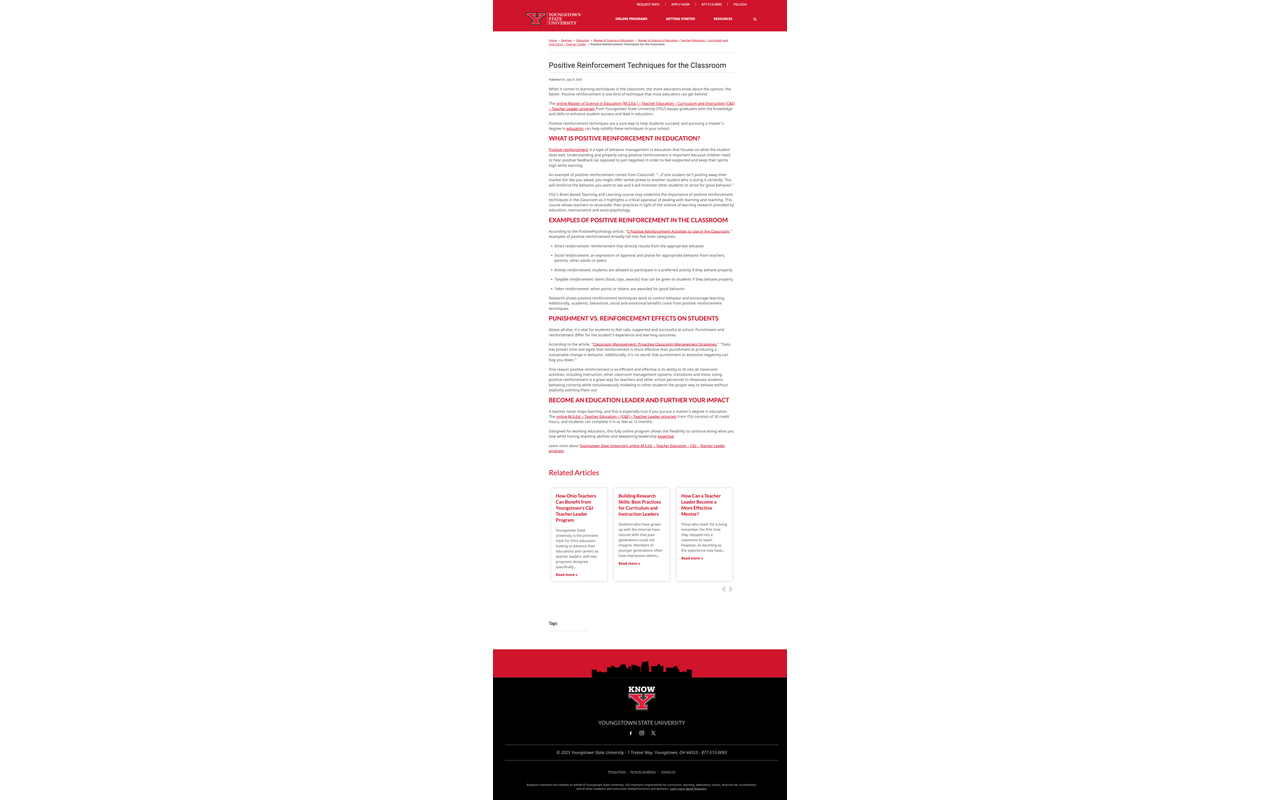 REQUEST INFO | APPLY NOW | 877-513-0093 | YSU.EDU
YOUNGSTOWN
STATE
UNIVERSITY
ONLINE PROGRAMS GETTING STARTED RESOURCES
Home » Degrees » Education » Master of Science in Education » Master of Science in Education – Teacher Education – Curriculum and
Instruction – Teacher Leader » Positive Reinforcement Techniques for the Classroom
Positive Reinforcement Techniques for the Classroom
When it comes to learning techniques in the classroom, the more educators know about the options, the
better. Positive reinforcement is one kind of technique that most educators can get behind.
The online Master of Science in Education (M.S.Ed.) – Teacher Education – Curriculum and Instruction (C&I)
– Teacher Leader program from Youngstown State University (YSU) equips graduates with the knowledge
and skills to enhance student success and lead in education.
Positive reinforcement techniques are a sure way to help students succeed, and pursuing a master's
degree in education can help solidify these techniques in your school.
WHAT IS POSITIVE REINFORCEMENT IN EDUCATION?
Positive reinforcement is a type of behavior management in education that focuses on what the student
does well. Understanding and properly using positive reinforcement is important because children need
to hear positive feedback (as opposed to just negative) in order to feel supported and keep their spirits
high while learning.
An example of positive reinforcement comes from Classcraft: "…if one student isn't putting away their
marker bin like you asked, you might offer verbal praise to another student who is doing it correctly. This
will reinforce the behavior you want to see and it will motivate other students to strive for good behavior."
YSU's Brain Based Teaching and Learning course may underline the importance of positive reinforcement
techniques in the classroom as it highlights a critical appraisal of dealing with learning and teaching. This
course allows teachers to reconsider their practices in light of the science of learning research provided by
education, neuroscience and socio-psychology.
EXAMPLES OF POSITIVE REINFORCEMENT IN THE CLASSROOM
According to the PositivePsychology article, "5 Positive Reinforcement Activities to Use in the Classroom,"
examples of positive reinforcement broadly fall into five main categories:
• Direct reinforcement: reinforcement that directly results from the appropriate behavior
• Social reinforcement: an expression of approval and praise for appropriate behavior from teachers,
parents, other adults or peers
• Activity reinforcement: students are allowed to participate in a preferred activity if they behave properly
• Tangible reinforcement: items (food, toys, awards) that can be given to students if they behave properly
• Token reinforcement: when points or tokens are awarded for good behavior
Research shows positive reinforcement techniques work to control behavior and encourage learning.
Additionally, academic, behavioral, social and emotional benefits come from positive reinforcement
techniques.
PUNISHMENT VS. REINFORCEMENT EFFECTS ON STUDENTS
Above all else, it's vital for students to feel safe, supported and successful at school. Punishment and
reinforcement differ for the student's experience and learning outcomes.
According to the article, "Classroom Management: Proactive Classroom Management Strategies," "Data
has proven time and again that reinforcement is more effective than punishment at producing a
sustainable change in behavior. Additionally, it is no secret that punishment or excessive negativity can
bog you down."
One reason positive reinforcement is so efficient and effective is its ability to fit into all classroom
activities, including instruction, other classroom management systems, transitions and more. Using
positive reinforcement is a great way for teachers and other school personnel to showcase students
behaving correctly while simultaneously modeling to other students the proper way to behave without
explicitly pointing them out.
BECOME AN EDUCATION LEADER AND FURTHER YOUR IMPACT
A teacher never stops learning, and this is especially true if you pursue a master's degree in education.
The online M.S.Ed. – Teacher Education – (C&I) – Teacher Leader program from YSU consists of 30 credit
hours, and students can complete it in as few as 12 months.
Designed for working educators, this fully online program allows the flexibility to continue doing what you
love while honing teaching abilities and deepening leadership expertise.
Learn more about Youngstown State University's online M.S.Ed. – Teacher Education – C&I – Teacher Leader
program.
Related Articles
How Ohio Teachers
Can Benefit from
Youngstown's C&I
Teacher Leader
Program
Youngstown State
University is the premiere
track for Ohio educators
looking to advance their
educations and careers as
teacher leaders, with two
programs designed
specifically...
Read more »
Building Research
Skills: Best Practices
for Curriculum and
Instruction Leaders
Students who have grown
up with the internet have
natural skills that past
generations could not
imagine. Members of
younger generations often
have impressive talents...
Read more »
How Can a Teacher
Leader Become a
More Effective
Mentor?
Those who teach for a living
remember the first time
they stepped into a
classroom to teach.
However, as daunting as
the experience may have...
Read more »
Tags:
KNOW
Y
YOUNGSTOWN STATE UNIVERSITY
© 2025 Youngstown State University - 1 Tressel Way, Youngstown, OH 44555 - 877-513-0093
Privacy Policy | Terms & Conditions | Contact Us